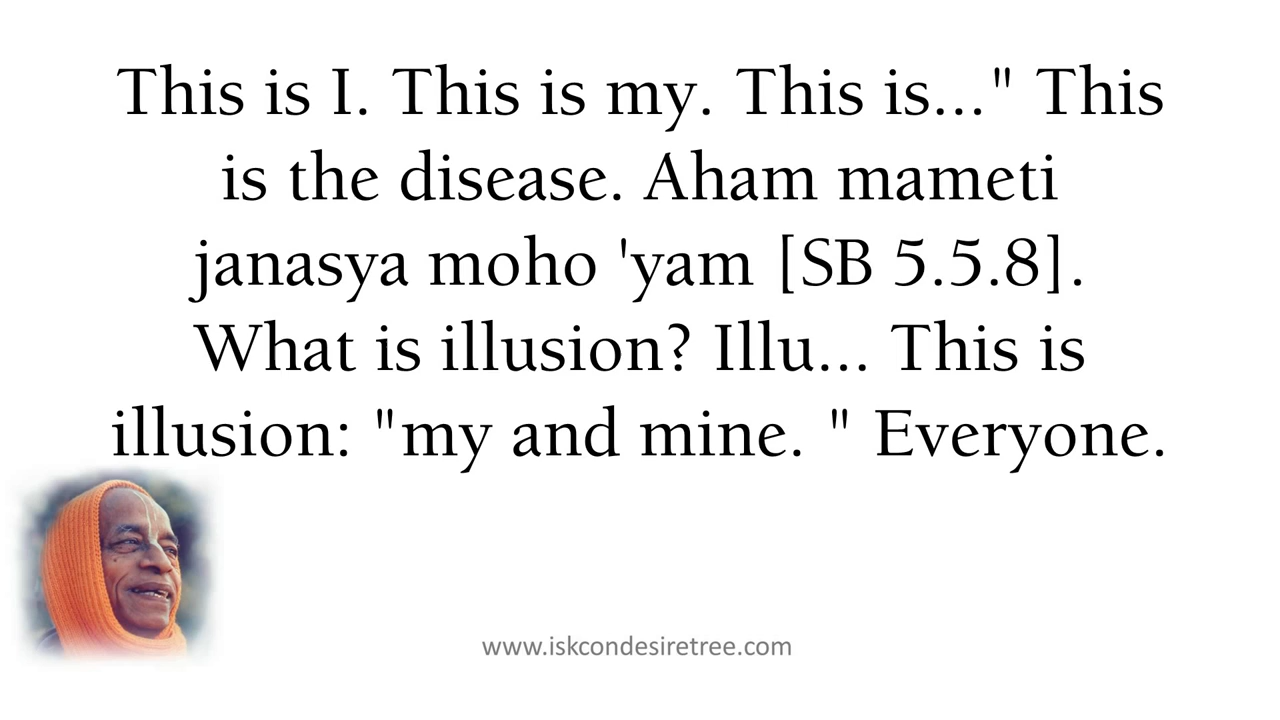 This is I. This is my. This is..." This
is the disease. Aham mameti
janasya moho 'yam [SB 5.5.8].
What is illusion? Illu... This is
illusion: "my and mine. " Everyone.
www.iskcondesiretree.com